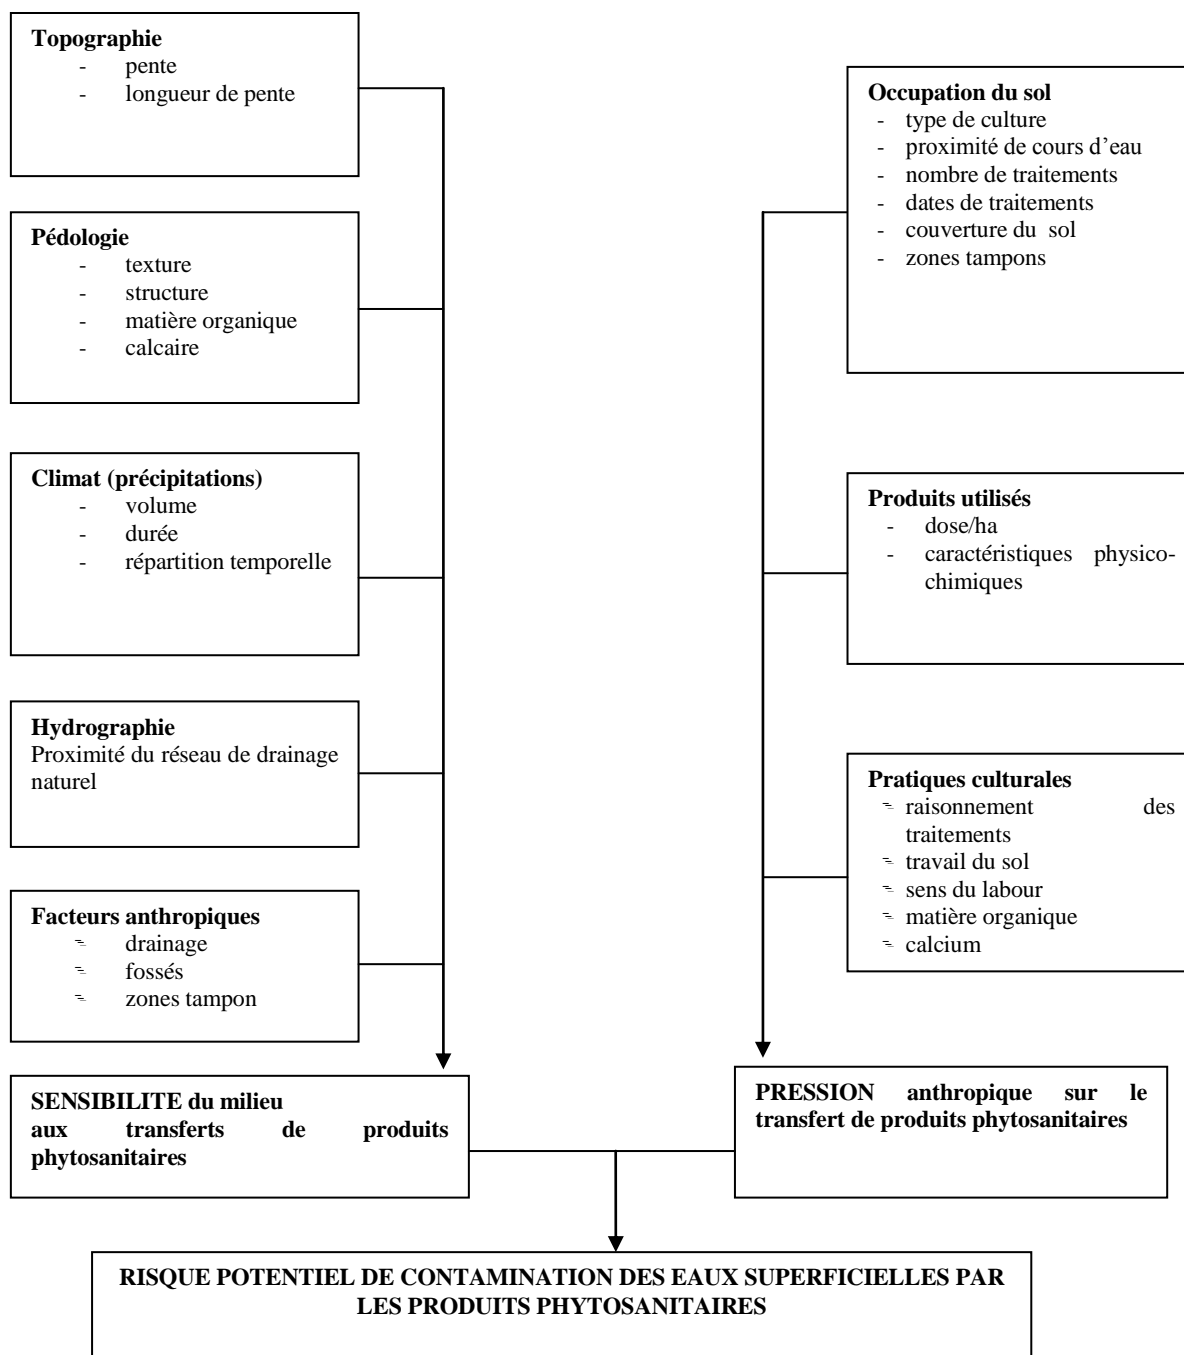 Topographie
- pente
- longueur de pente
Pédologie
- texture
- structure
- matière organique
- calcaire
Climat (précipitations)
- volume
- durée
- répartition temporelle
Hydrographie
Proximité du réseau de drainage
naturel
Facteurs anthropiques
drainage
fossés
zones tampon
SENSIBILITE du milieu
aux transferts de produits
phytosanitaires
Occupation du sol
- type de culture
- proximité de cours d’eau
- nombre de traitements
- dates de traitements
- couverture du sol
- zones tampons
Produits utilisés
- dose/ha
- caractéristiques physico-
chimiques
Pratiques culturales
raisonnement des
traitements
travail du sol
sens du labour
matière organique
calcium
PRESSION anthropique sur le
transfert de produits phytosanitaires
RISQUE POTENTIEL DE CONTAMINATION DES EAUX SUPERFICIELLES PAR
LES PRODUITS PHYTOSANITAIRES